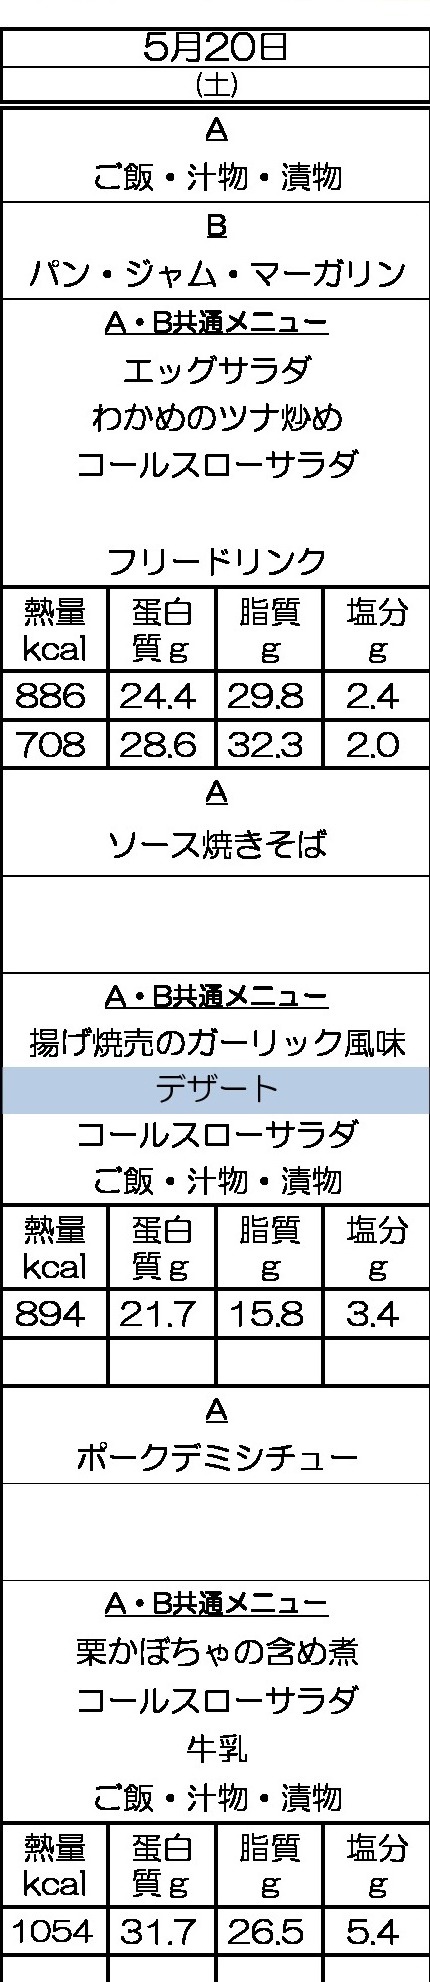 5月20日
(土)
A
ご飯・汁物・漬物
B
パン・ジャム・マーガリン
A・B共通メニュー
エッグサラダ
わかめのツナ炒め
コールスローサラダ
フリードリンク
熱量 蛋白 脂質 塩分
kcal 質g g g
886 24.4 29.8 2.4
708 28.6 32.3 2.0
A
ソース焼きそば
A・B共通メニュー
揚げ焼売のガーリック風味
デザート
コールスローサラダ
ご飯・汁物・漬物
熱量 蛋白 脂質 塩分
kcal 質g g g
894 21.7 15.8 3.4
A
ポークデミシチュー
A・B共通メニュー
栗かぼちゃの含め煮
コールスローサラダ
牛乳
ご飯・汁物・漬物
熱量 蛋白 脂質 塩分
kcal 質g g g
1054 31.7 26.5 5.4